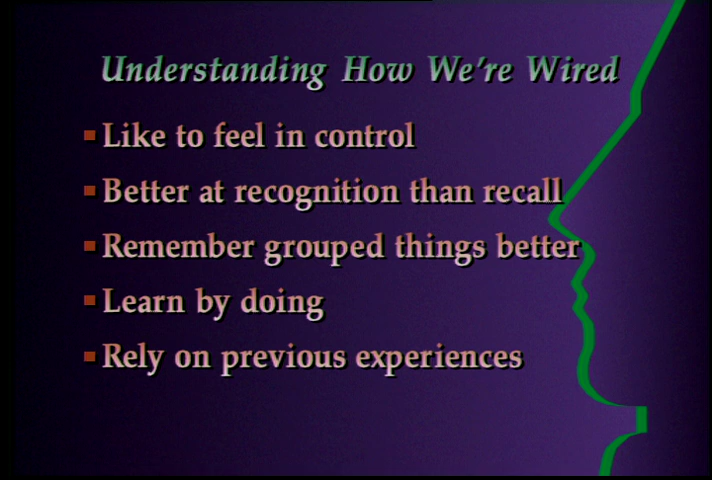 Understanding How We're Wired
Like to feel in control
Better at recognition than recall
Remember grouped things better
Learn by doing
Rely on previous experiences